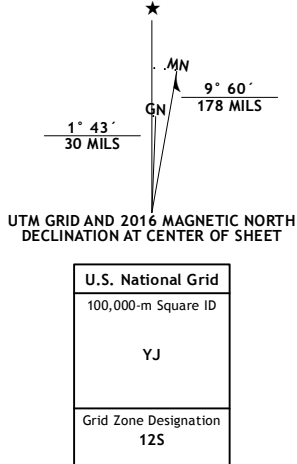 ★
MN
9° 60´
178 MILS
GN
1° 43´
30 MILS
UTM GRID AND 2016 MAGNETIC NORTH
DECLINATION AT CENTER OF SHEET
U.S. National Grid
100,000-m Square ID
YJ
Grid Zone Designation
12S